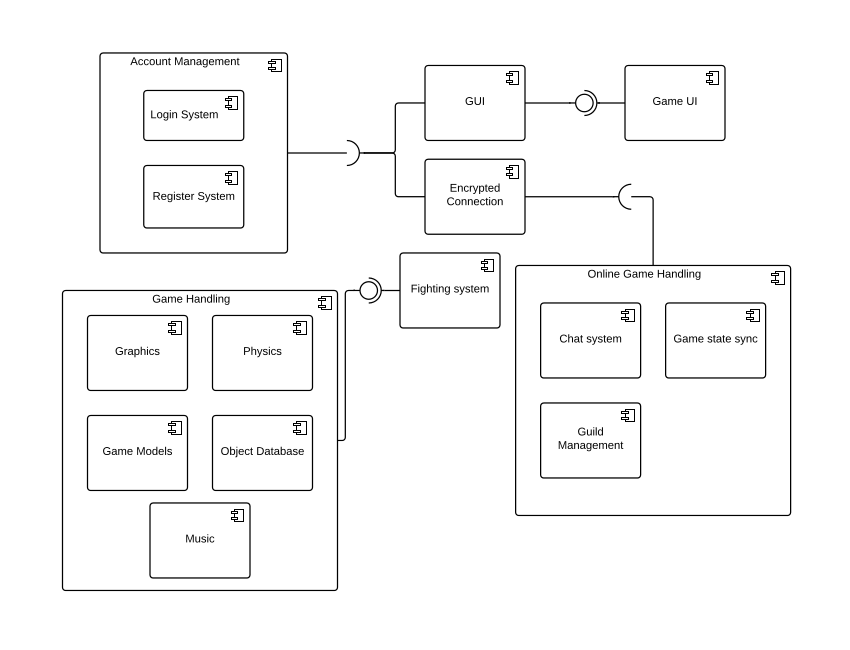 Account Management
Login System
Register System
GUI
Game UI
Encrypted
Connection
Fighting system
Game Handling
Graphics
Physics
Game Models
Object Database
Music
Online Game Handling
Chat system
Game state sync
Guild
Management